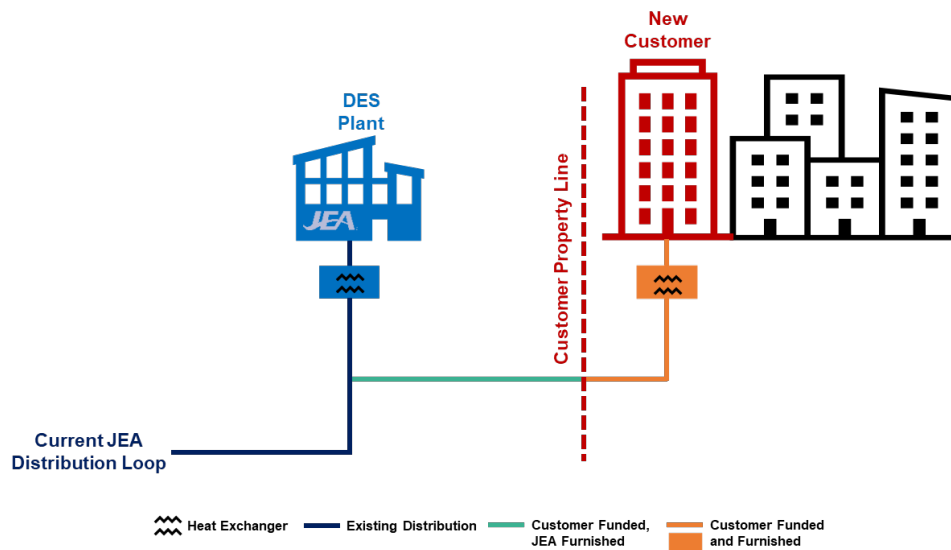 New
Customer
DES
Plant
JEA
Customer Property Line
Current JEA
Distribution Loop
Heat Exchanger
Existing Distribution
Customer Funded,
JEA Furnished
Customer Funded
and Furnished